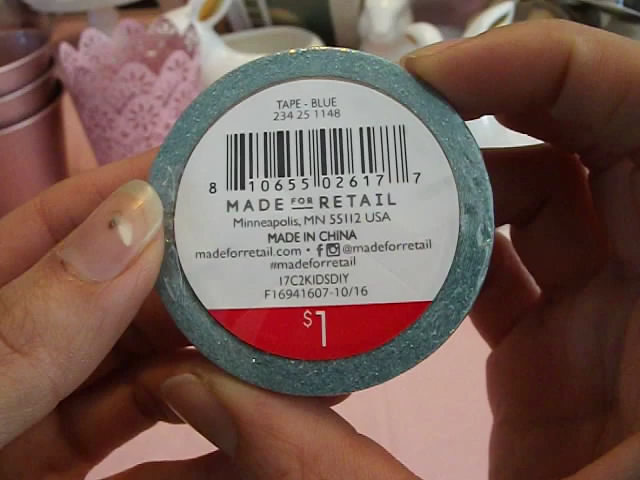 TAPE - BLUE
234 25 1148
8 10655 02617 7
MADE FOR RETAIL
Minneapolis, MN 55112 USA
MADE IN CHINA
madeforretail.com • f @madeforretail
#madeforretail
17C2KIDSDIY
F16941607-10/16
$1